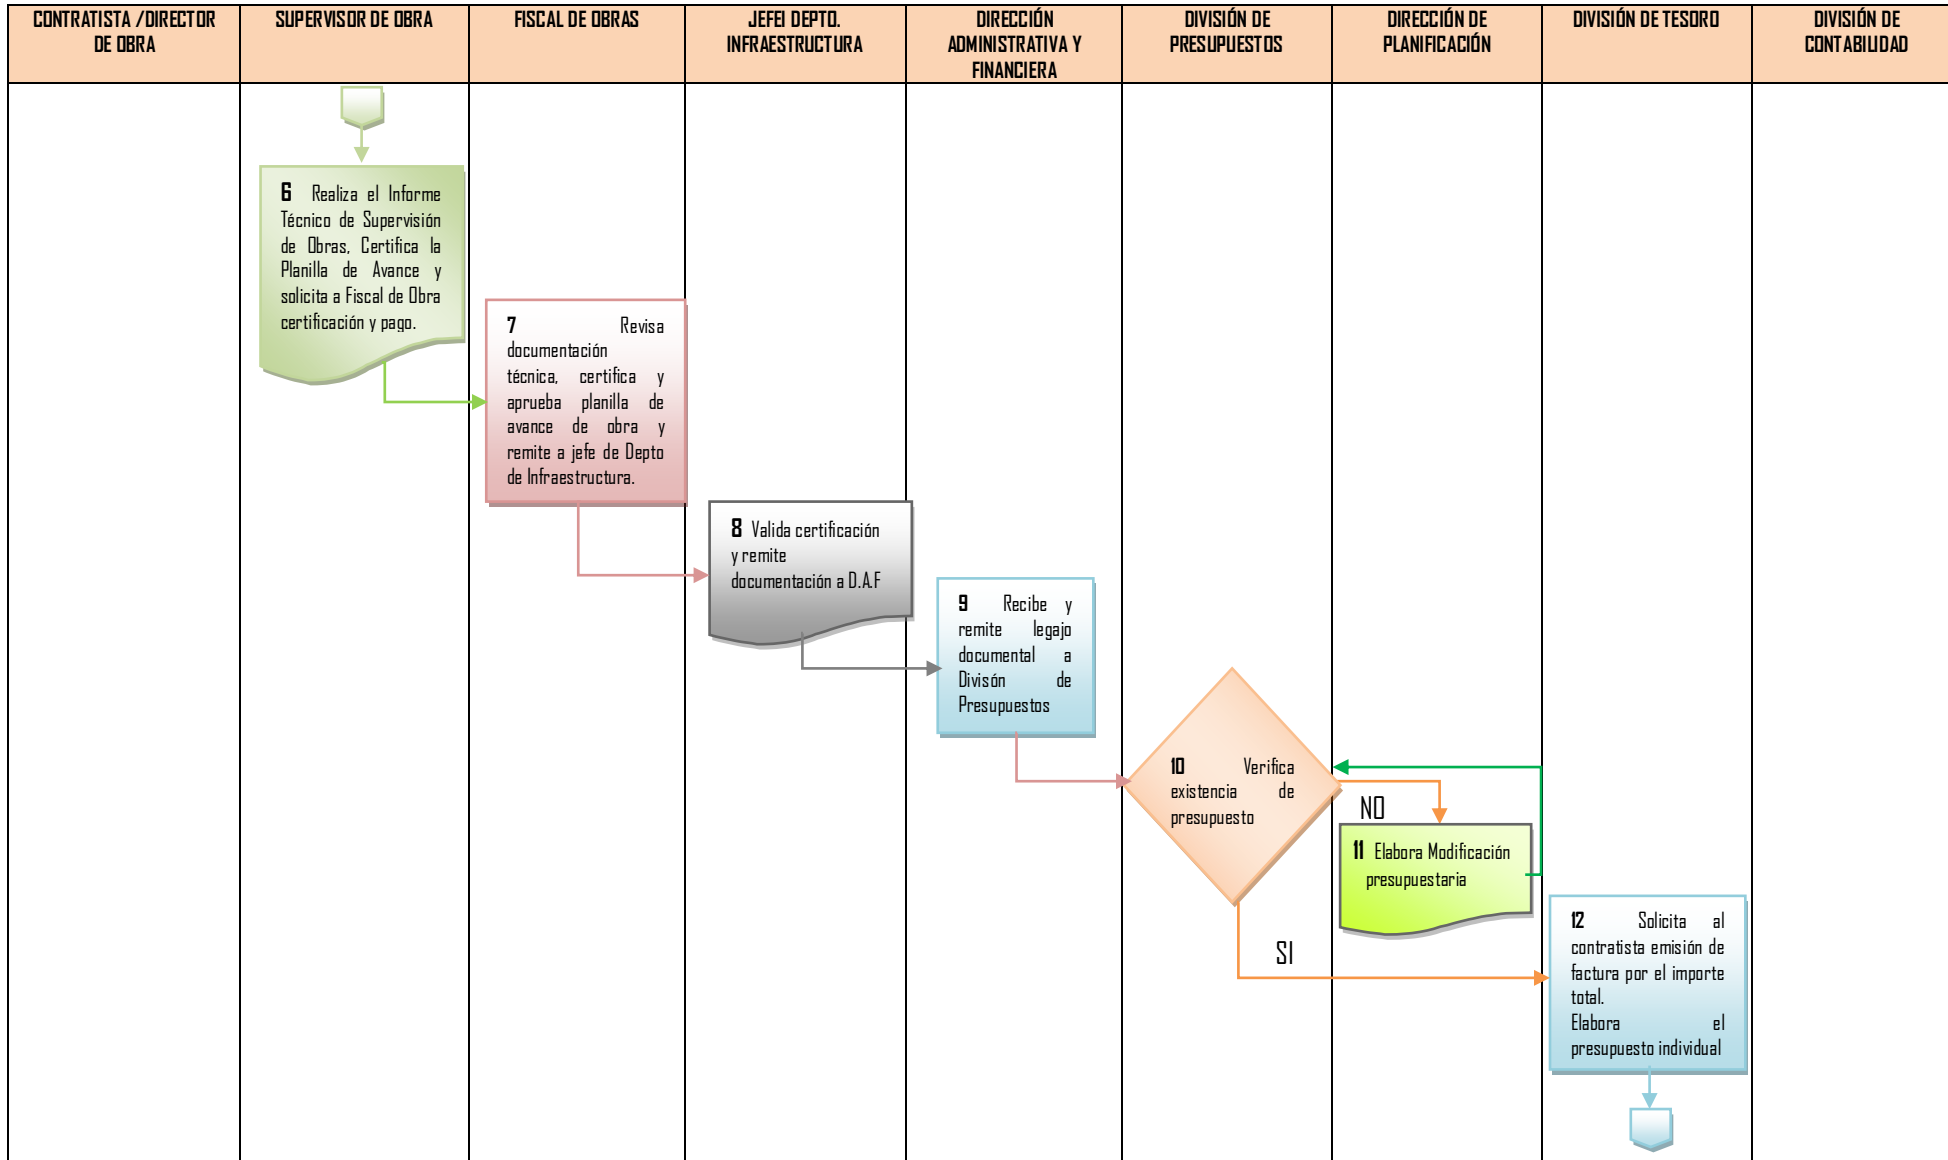 CONTRATISTA /DIRECTOR
DE OBRA
SUPERVISOR DE OBRA
FISCAL DE OBRAS
JEFEI DEPTO.
INFRAESTRUCTURA
DIRECCIÓN
ADMINISTRATIVA Y
FINANCIERA
DIVISIÓN DE
PRESUPUESTOS
DIRECCIÓN DE
PLANIFICACIÓN
DIVISIÓN DE TESORO
DIVISIÓN DE
CONTABILIDAD
6 Realiza el Informe
Técnico de Supervisión
de Obras, Certifica la
Planilla de Avance y
solicita a Fiscal de Obra
certificación y pago.
7 Revisa
documentación
técnica, certifica y
aprueba planilla de
avance de obra y
remite a jefe de Depto
de Infraestructura.
8 Valida certificación
y remite
documentación a D.A.F
9 Recibe y
remite legajo
documental a
Divisón de
Presupuestos
10 Verifica
existencia de
presupuesto
NO
11 Elabora Modificación
presupuestaria
SI
12 Solicita al
contratista emisión de
factura por el importe
total.
Elabora el
presupuesto individual